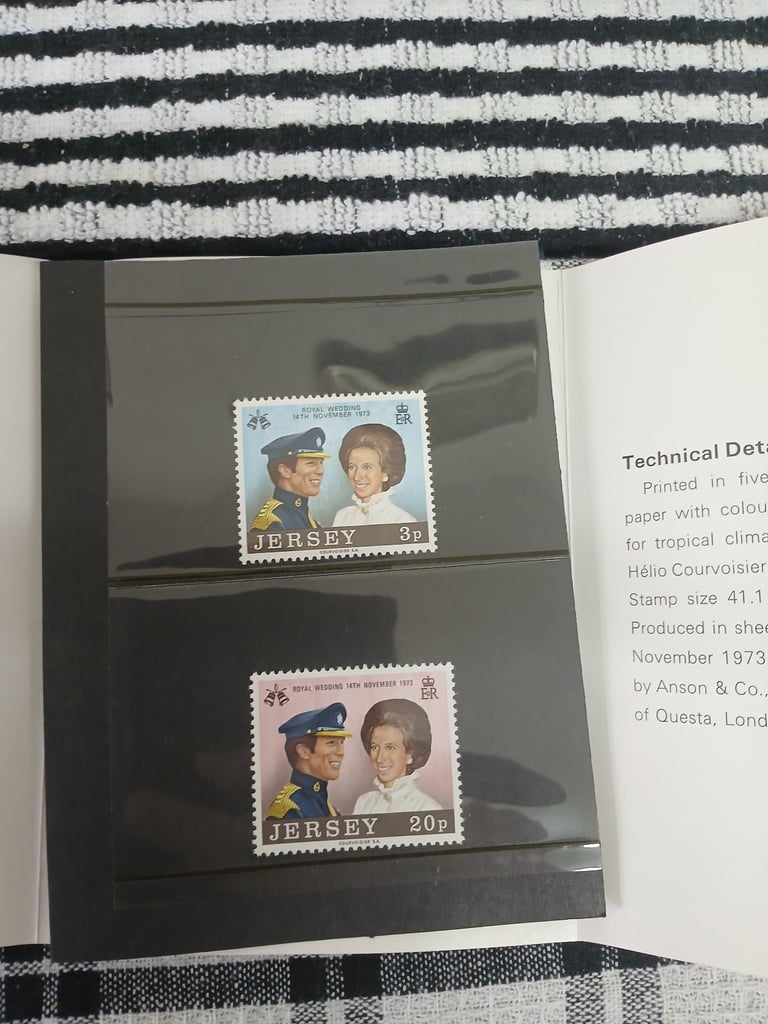 ROYAL WEDDING
14TH NOVEMBER 1973
E II R
JERSEY 3p
COURVOISIER S.A.
ROYAL WEDDING 14TH NOVEMBER 1973
E II R
JERSEY 20p
COURVOISIER S.A.
Technical Deta
Printed in five
paper with colou
for tropical clima
Hélio Courvoisier
Stamp size 41.1
Produced in shee
November 1973
by Anson & Co.,
of Questa, Lond